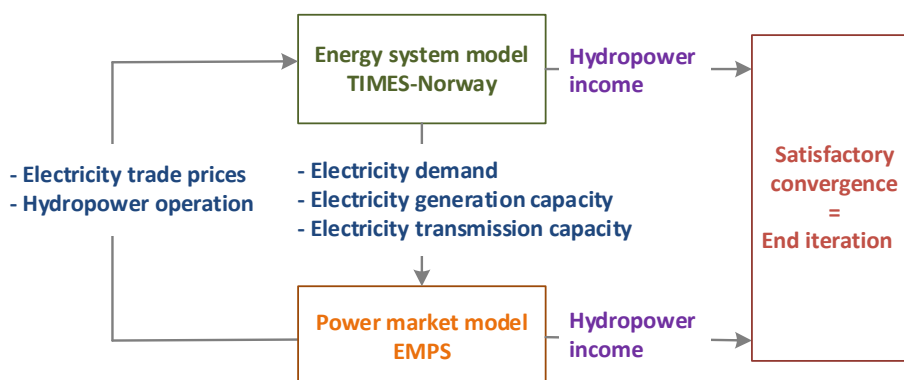 Energy system model
TIMES-Norway
Hydropower
income
- Electricity trade prices
- Hydropower operation
- Electricity demand
- Electricity generation capacity
- Electricity transmission capacity
Satisfactory
convergence
=
End iteration
Power market model
EMPS
Hydropower
income